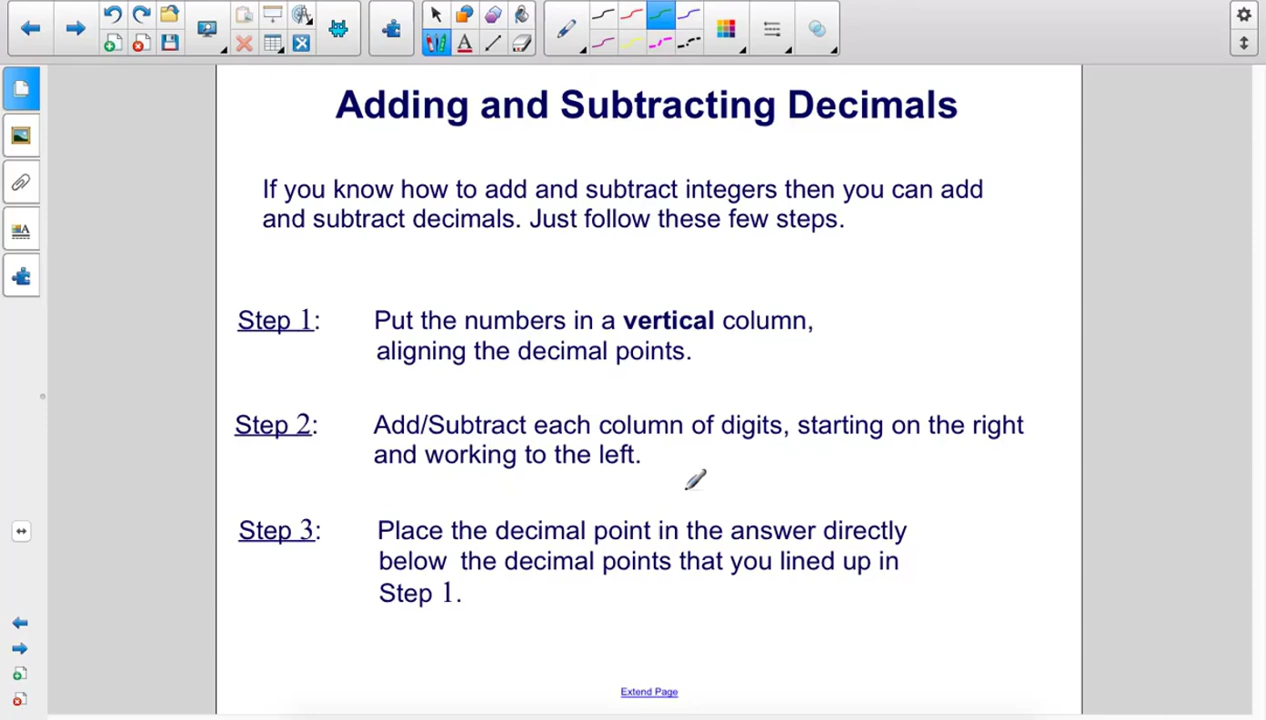 Adding and Subtracting Decimals
If you know how to add and subtract integers then you can add
and subtract decimals. Just follow these few steps.
Step 1: Put the numbers in a vertical column,
aligning the decimal points.
Step 2: Add/Subtract each column of digits, starting on the right
and working to the left.
Step 3: Place the decimal point in the answer directly
below the decimal points that you lined up in
Step 1.
Extend Page